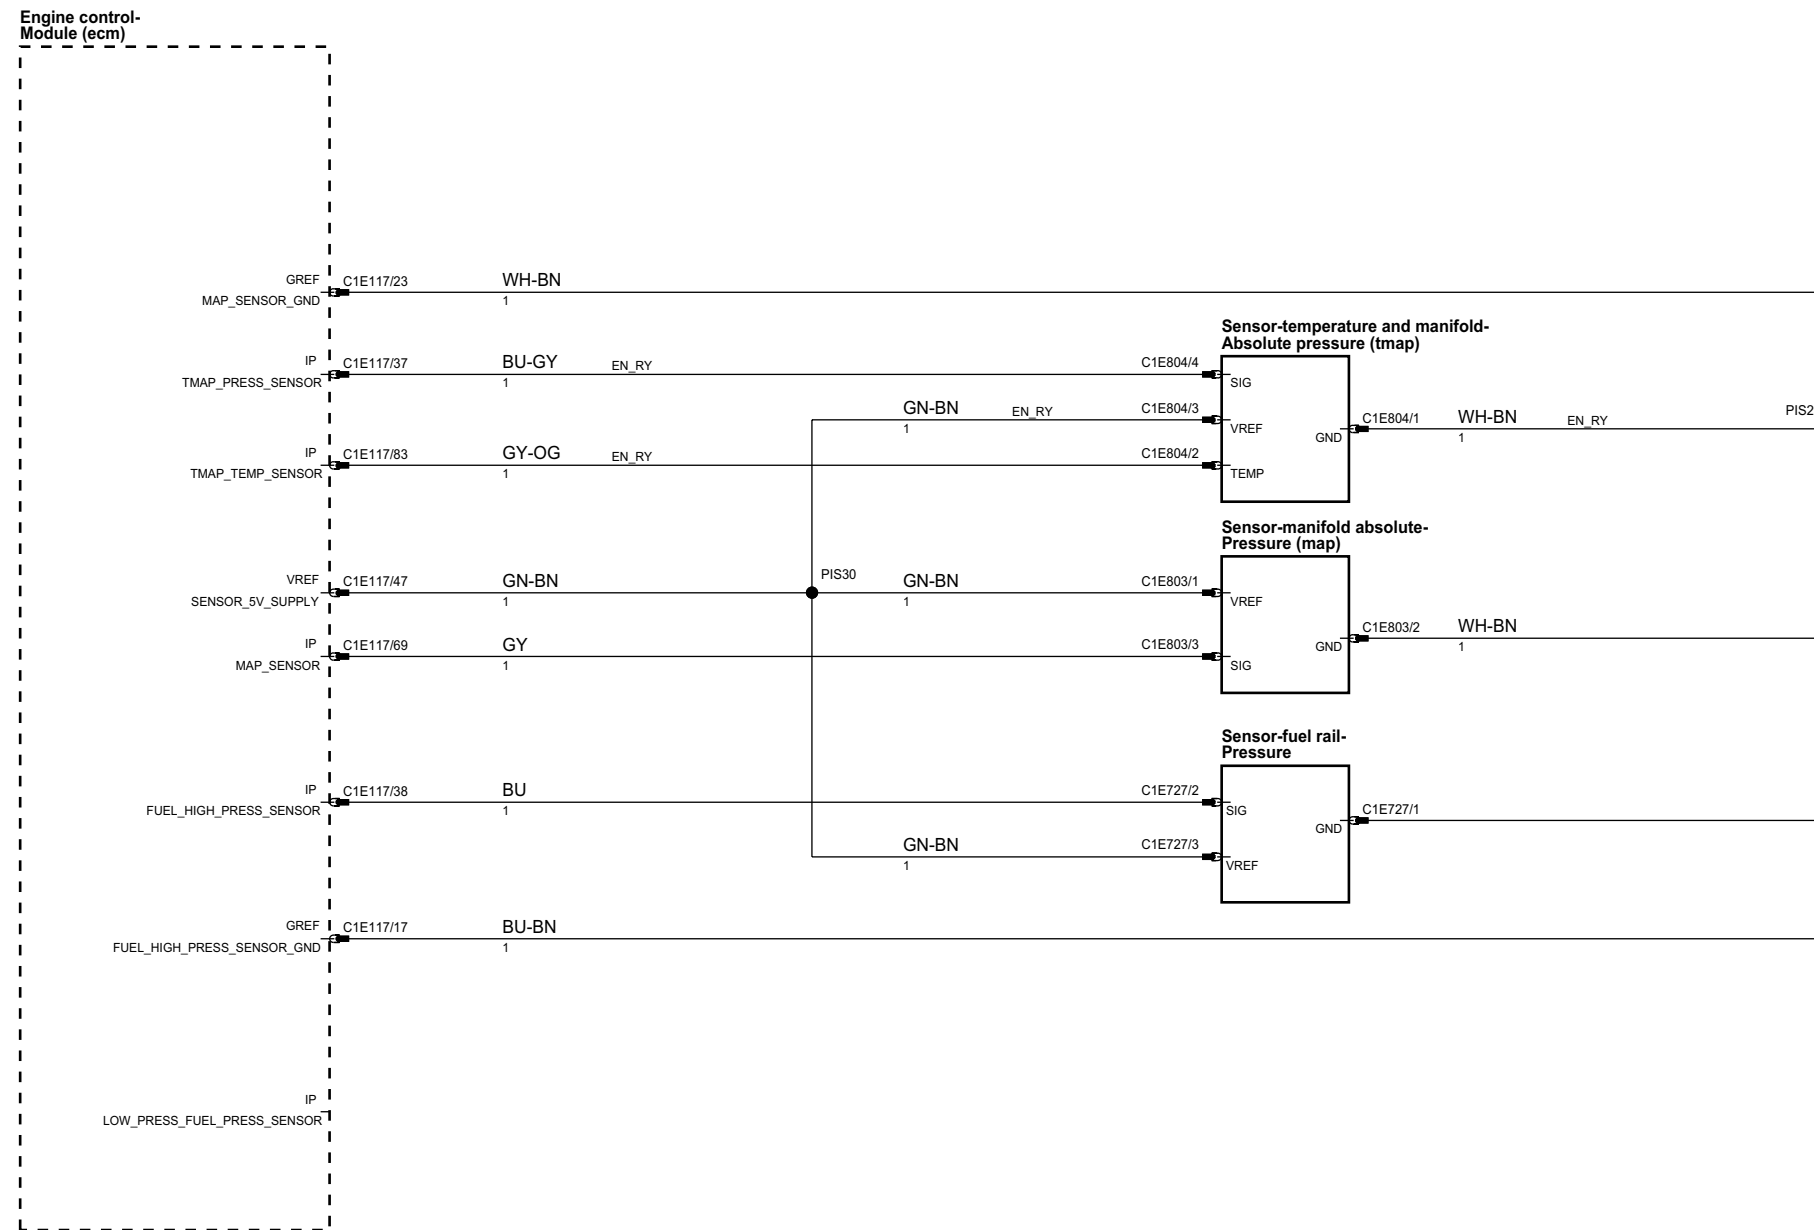 Engine control-
Module (ecm)
GREF
C1E117/23
WH-BN
MAP_SENSOR_GND
1
Sensor-temperature and manifold-
Absolute pressure (tmap)
IP
C1E117/37
BU-GY
EN_RY
C1E804/4
TMAP_PRESS_SENSOR
1
SIG
GN-BN
EN_RY
C1E804/3
1
VREF
GND
C1E804/1
WH-BN
EN_RY
1
PIS2
IP
C1E117/83
GY-OG
EN_RY
C1E804/2
TMAP_TEMP_SENSOR
1
TEMP
Sensor-manifold absolute-
Pressure (map)
VREF
C1E117/47
GN-BN
PIS30
GN-BN
C1E803/1
SENSOR_5V_SUPPLY
1
1
VREF
IP
C1E117/69
GY
C1E803/3
MAP_SENSOR
1
SIG
GND
C1E803/2
WH-BN
1
Sensor-fuel rail-
Pressure
IP
C1E117/38
BU
C1E727/2
FUEL_HIGH_PRESS_SENSOR
1
SIG
GND
C1E727/1
GN-BN
C1E727/3
1
VREF
GREF
C1E117/17
BU-BN
FUEL_HIGH_PRESS_SENSOR_GND
1
IP
LOW_PRESS_FUEL_PRESS_SENSOR